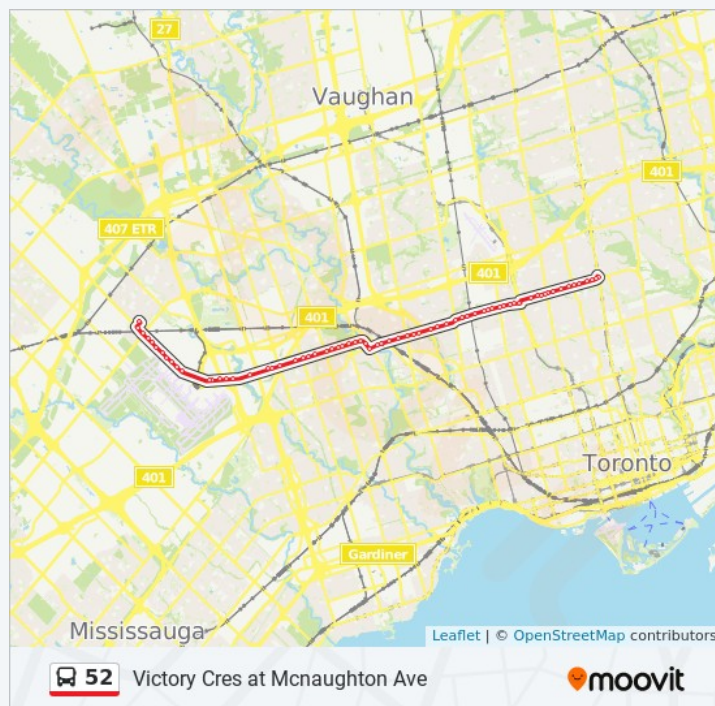 27
Vaughan
401
407 ETR
401
401
401
Toronto
Gardiner
Mississauga
Leaflet | © OpenStreetMap contributors
52 Victory Cres at Mcnaughton Ave
moovit